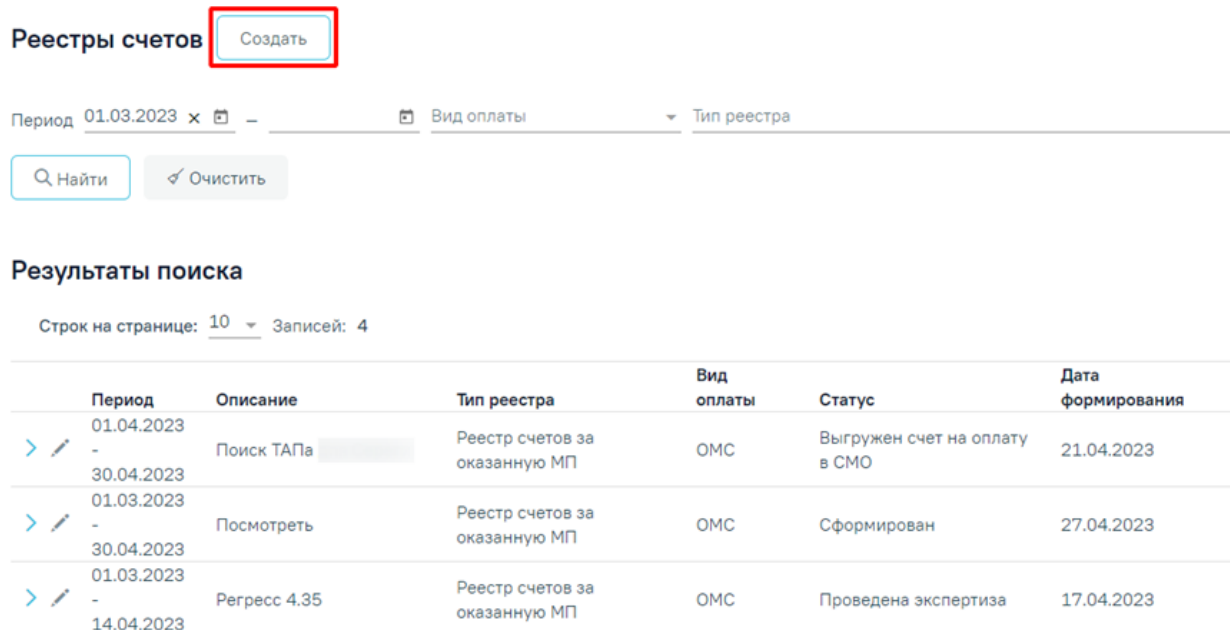 Реестры счетов Создать
Период 01.03.2023 × – Вид оплаты Тип реестра
Найти Очистить
Результаты поиска
Строк на странице: 10 Записей: 4
Период Описание Тип реестра Вид оплаты Статус Дата формирования
01.04.2023 - 30.04.2023 Поиск ТАПа Реестр счетов за оказанную МП ОМС Выгружен счет на оплату в СМО 21.04.2023
01.03.2023 - 30.04.2023 Посмотреть Реестр счетов за оказанную МП ОМС Сформирован 27.04.2023
01.03.2023 - 14.04.2023 Регресс 4.35 Реестр счетов за оказанную МП ОМС Проведена экспертиза 17.04.2023